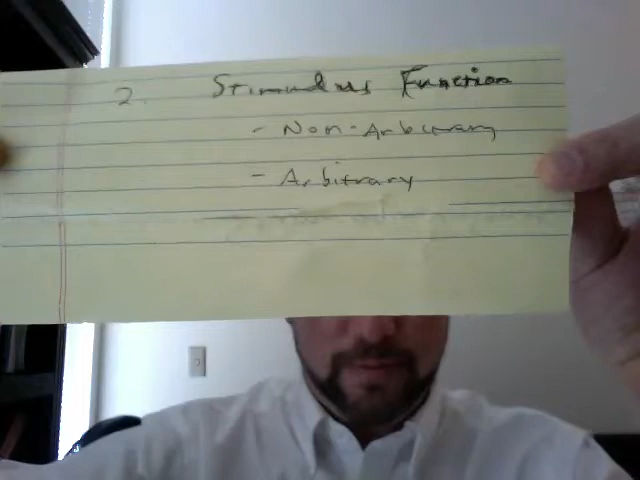 2. Stimulus Function
- Non-Arbitrary
- Arbitrary